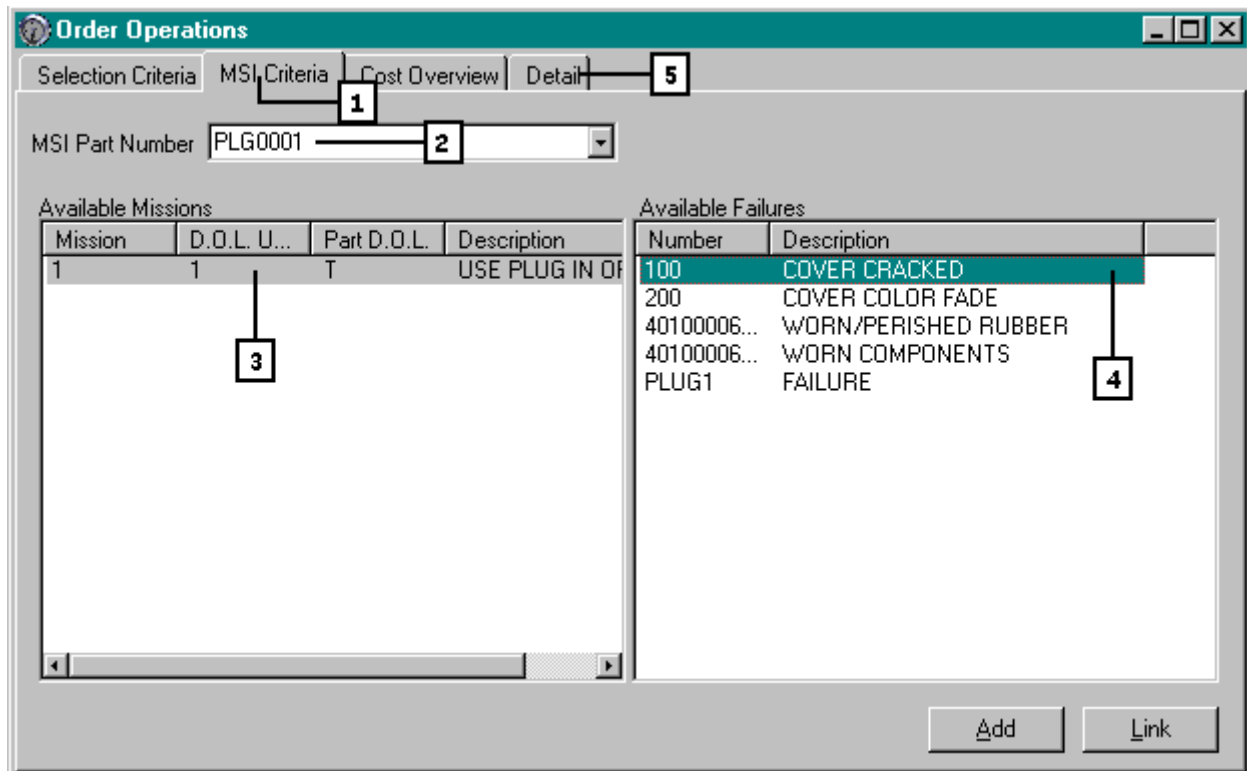 Order Operations
Selection Criteria MSI Criteria Cost Overview Detail 5
1
MSI Part Number PLG0001 2
Available Missions Available Failures
Mission D.O.L. U... Part D.O.L. Description Number Description
1 1 T USE PLUG IN OF 100 COVER CRACKED
200 COVER COLOR FADE
40100006... WORN/PERISHED RUBBER
3 40100006... WORN COMPONENTS
PLUG1 FAILURE 4
Add Link